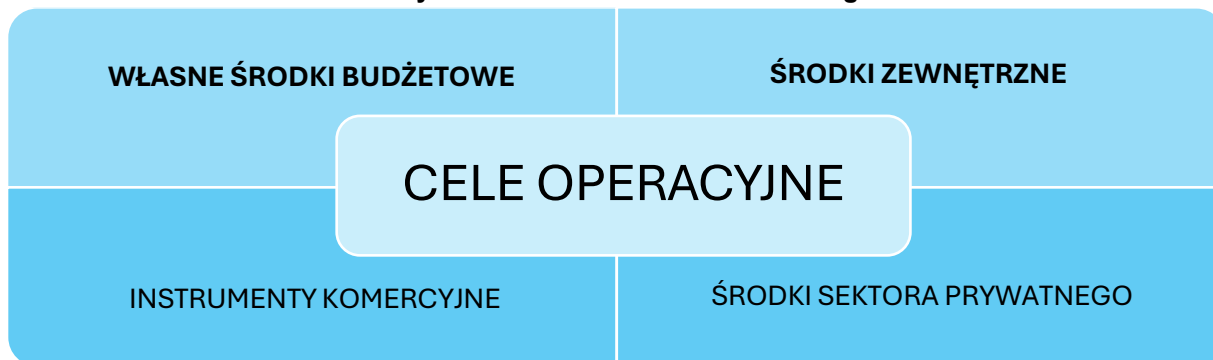 WŁASNE ŚRODKI BUDŻETOWE
ŚRODKI ZEWNĘTRZNE
CELE OPERACYJNE
INSTRUMENTY KOMERCYJNE
ŚRODKI SEKTORA PRYWATNEGO